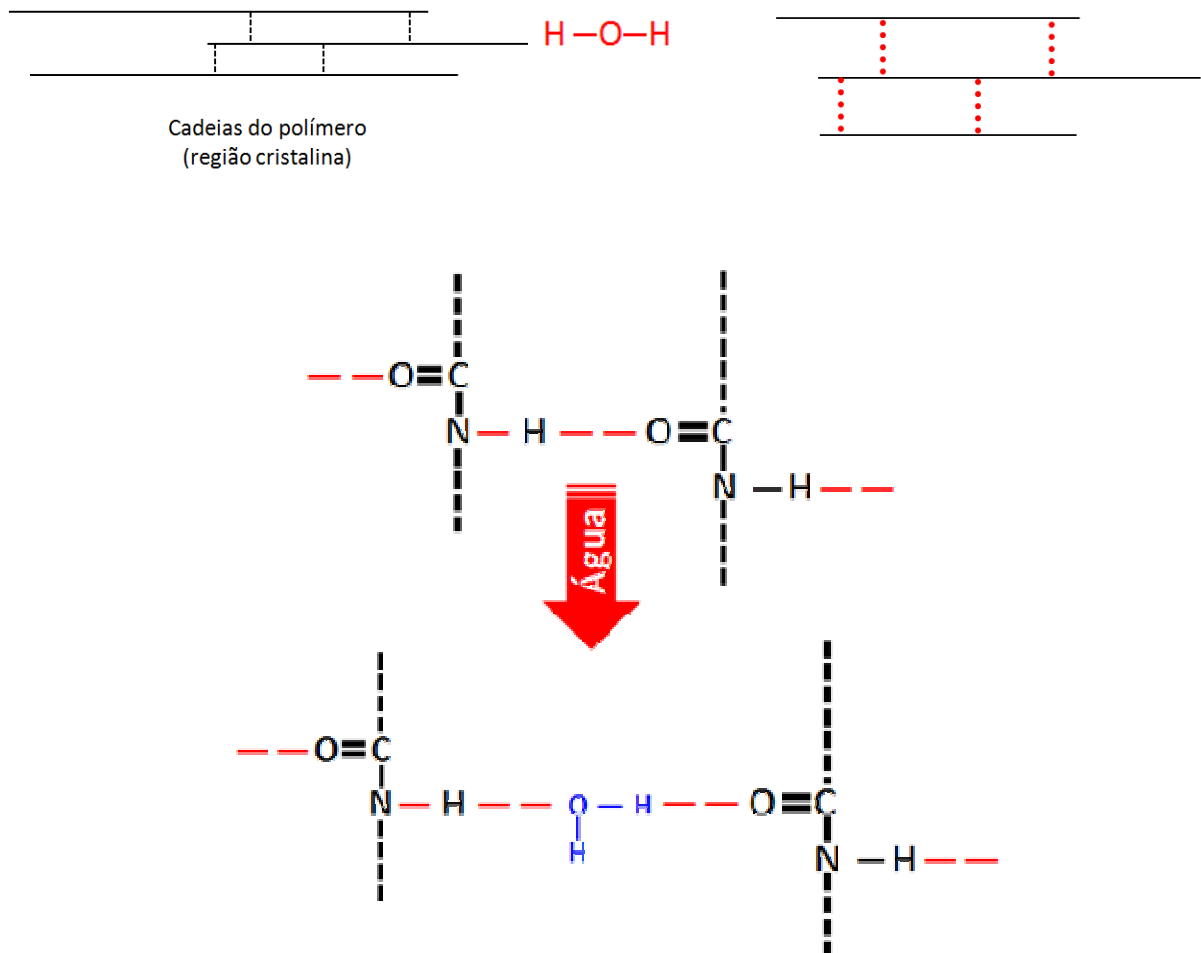 H–O–H
Cadeias do polímero
(região cristalina)
O=C
N–H O=C
N–H
Água
O=C
N–H O–H O=C
H
N–H